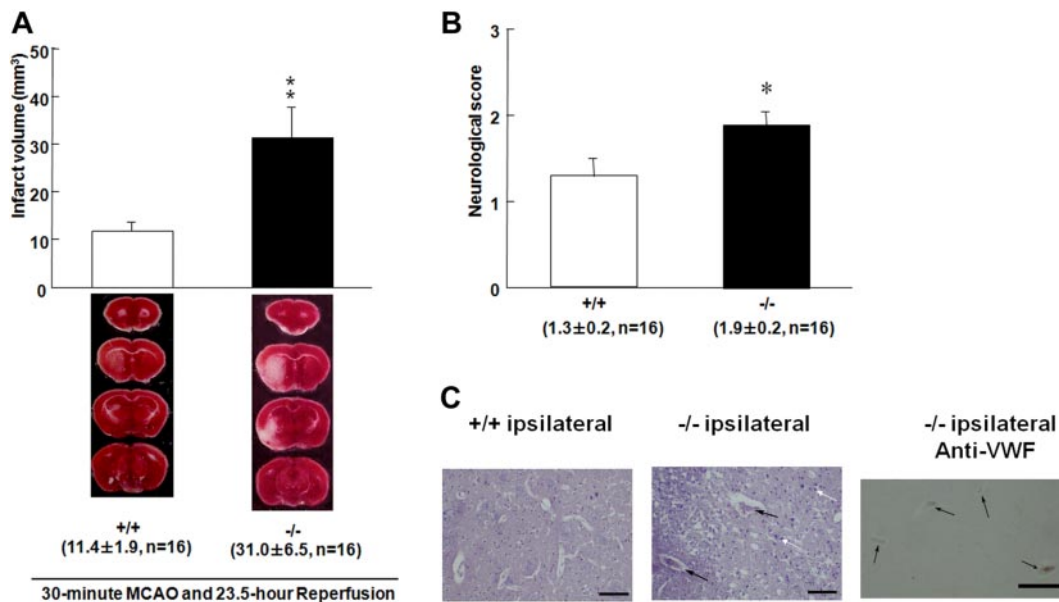 A
Infarct volume (mm³)
50
40
30
20
10
0
**
+/+
(11.4±1.9, n=16)
-/-
(31.0±6.5, n=16)
30-minute MCAO and 23.5-hour Reperfusion
B
Neurological score
3
2
1
0
*
+/+
(1.3±0.2, n=16)
-/-
(1.9±0.2, n=16)
C
+/+ ipsilateral
-/- ipsilateral
-/- ipsilateral
Anti-VWF